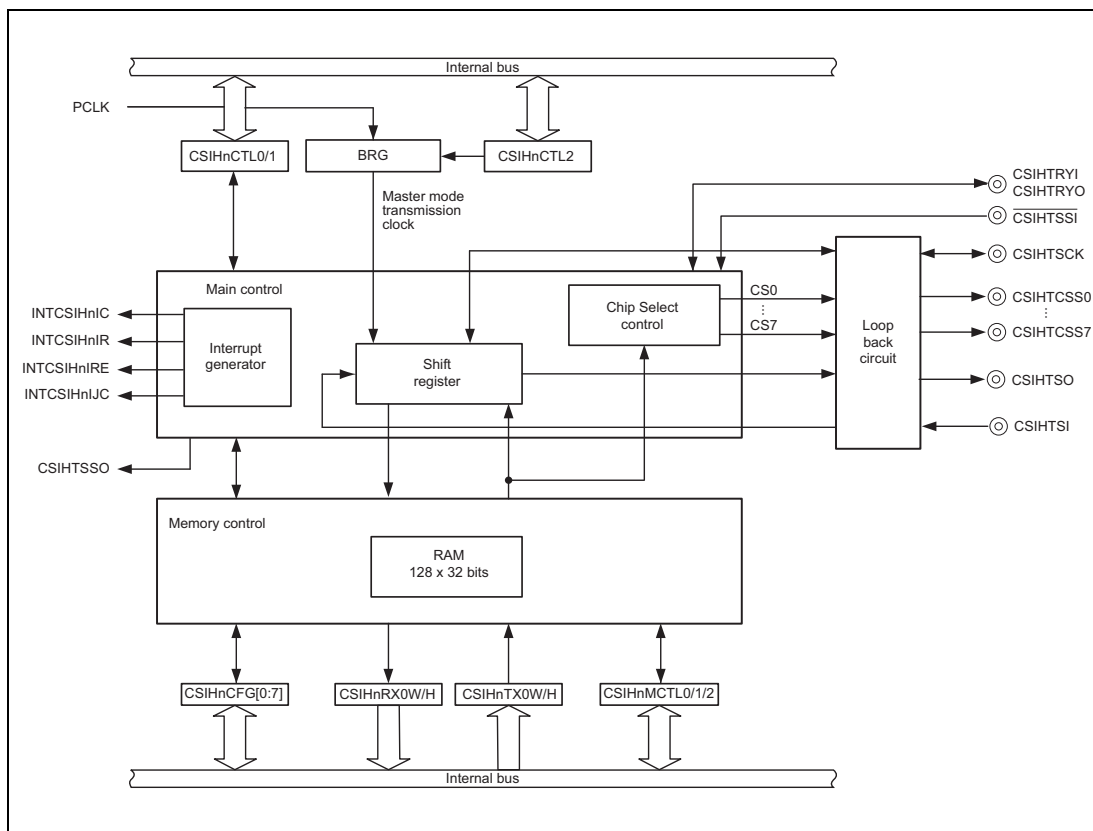 Internal bus
PCLK
CSIHnCTL0/1
BRG
CSIHnCTL2
Master mode
transmission
clock
CSIHTRYI
CSIHTRYO
CSIHTSSI
CSIHTSCK
Main control
Chip Select
control
CS0
⋮
CS7
CSIHTCSS0
⋮
CSIHTCSS7
INTCSIHnIC
INTCSIHnIR
INTCSIHnIRE
INTCSIHnIJC
Interrupt
generator
Shift
register
Loop
back
circuit
CSIHTSO
CSIHTSI
CSIHTSSO
Memory control
RAM
128 x 32 bits
CSIHnCFG[0:7]
CSIHnRX0W/H
CSIHnTX0W/H
CSIHnMCTL0/1/2
Internal bus